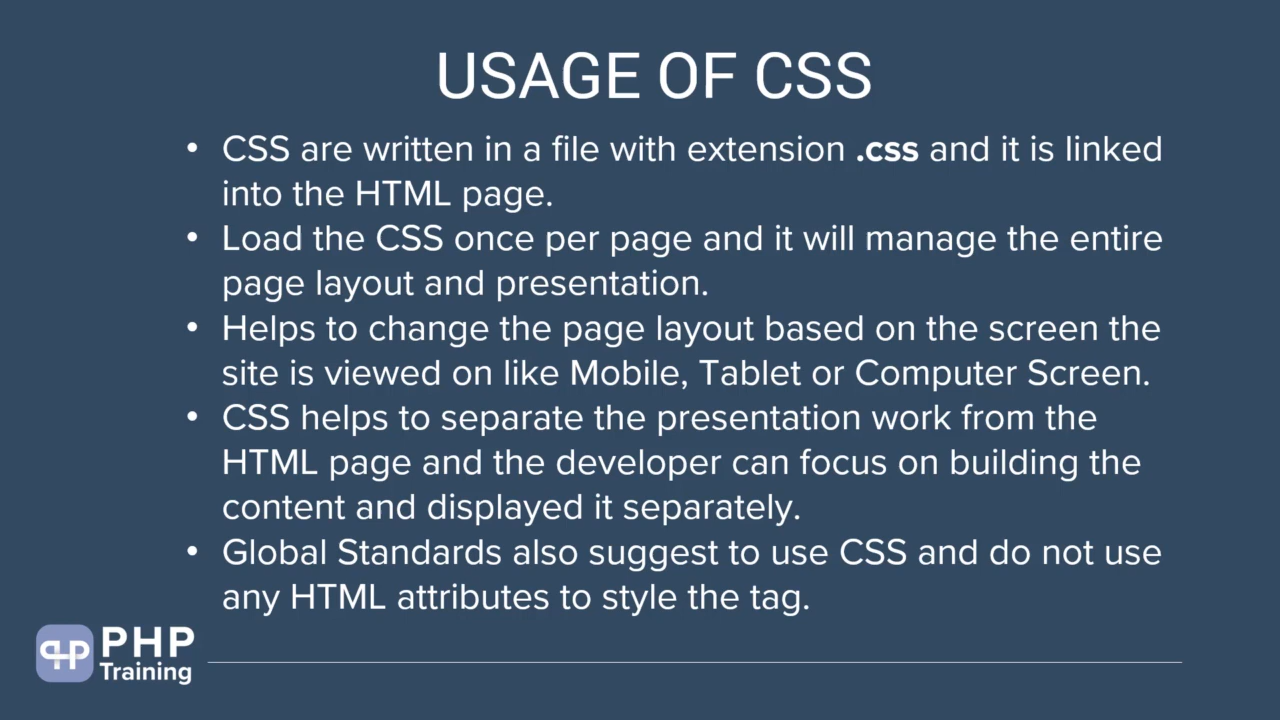 USAGE OF CSS
• CSS are written in a file with extension .css and it is linked
into the HTML page.
• Load the CSS once per page and it will manage the entire
page layout and presentation.
• Helps to change the page layout based on the screen the
site is viewed on like Mobile, Tablet or Computer Screen.
• CSS helps to separate the presentation work from the
HTML page and the developer can focus on building the
content and displayed it separately.
• Global Standards also suggest to use CSS and do not use
any HTML attributes to style the tag.
PHP
Training